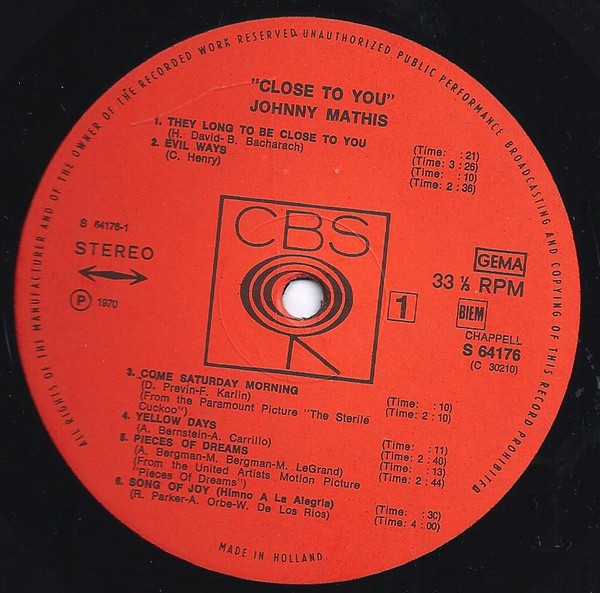 ALL RIGHTS OF THE MANUFACTURER AND OF THE OWNER OF THE RECORDED WORK RESERVED UNAUTHORIZED PUBLIC PERFORMANCE BROADCASTING AND COPYING OF THIS RECORD PROHIBITED
"CLOSE TO YOU"
JOHNNY MATHIS
1. THEY LONG TO BE CLOSE TO YOU (Time: :21)
(H. David-B. Bacharach) (Time: 3 :26)
2. EVIL WAYS (Time: :10)
(C. Henry) (Time: 2 :36)
S 64176-1
STEREO
P 1970
CBS
GEMA
33 ⅓ RPM
1
BIEM
CHAPPELL
S 64176
(C 30210)
3. COME SATURDAY MORNING
(D. Previn-F. Karlin) (Time: :10)
(From the Paramount Picture "The Sterile (Time: 2 :10)
Cuckoo")
4. YELLOW DAYS (Time: :11)
(A. Bernstein-A. Carrillo) (Time: 2 :40)
5. PIECES OF DREAMS (Time: :13)
(A. Bergman-M. Bergman-M. LeGrand) (Time: 2 :44)
(From the United Artists Motion Picture
"Pieces Of Dreams")
6. SONG OF JOY (Himno A La Alegria) (Time: :30)
(R. Parker-A. Orbe-W. De Los Rios) (Time: 4 :00)
MADE IN HOLLAND